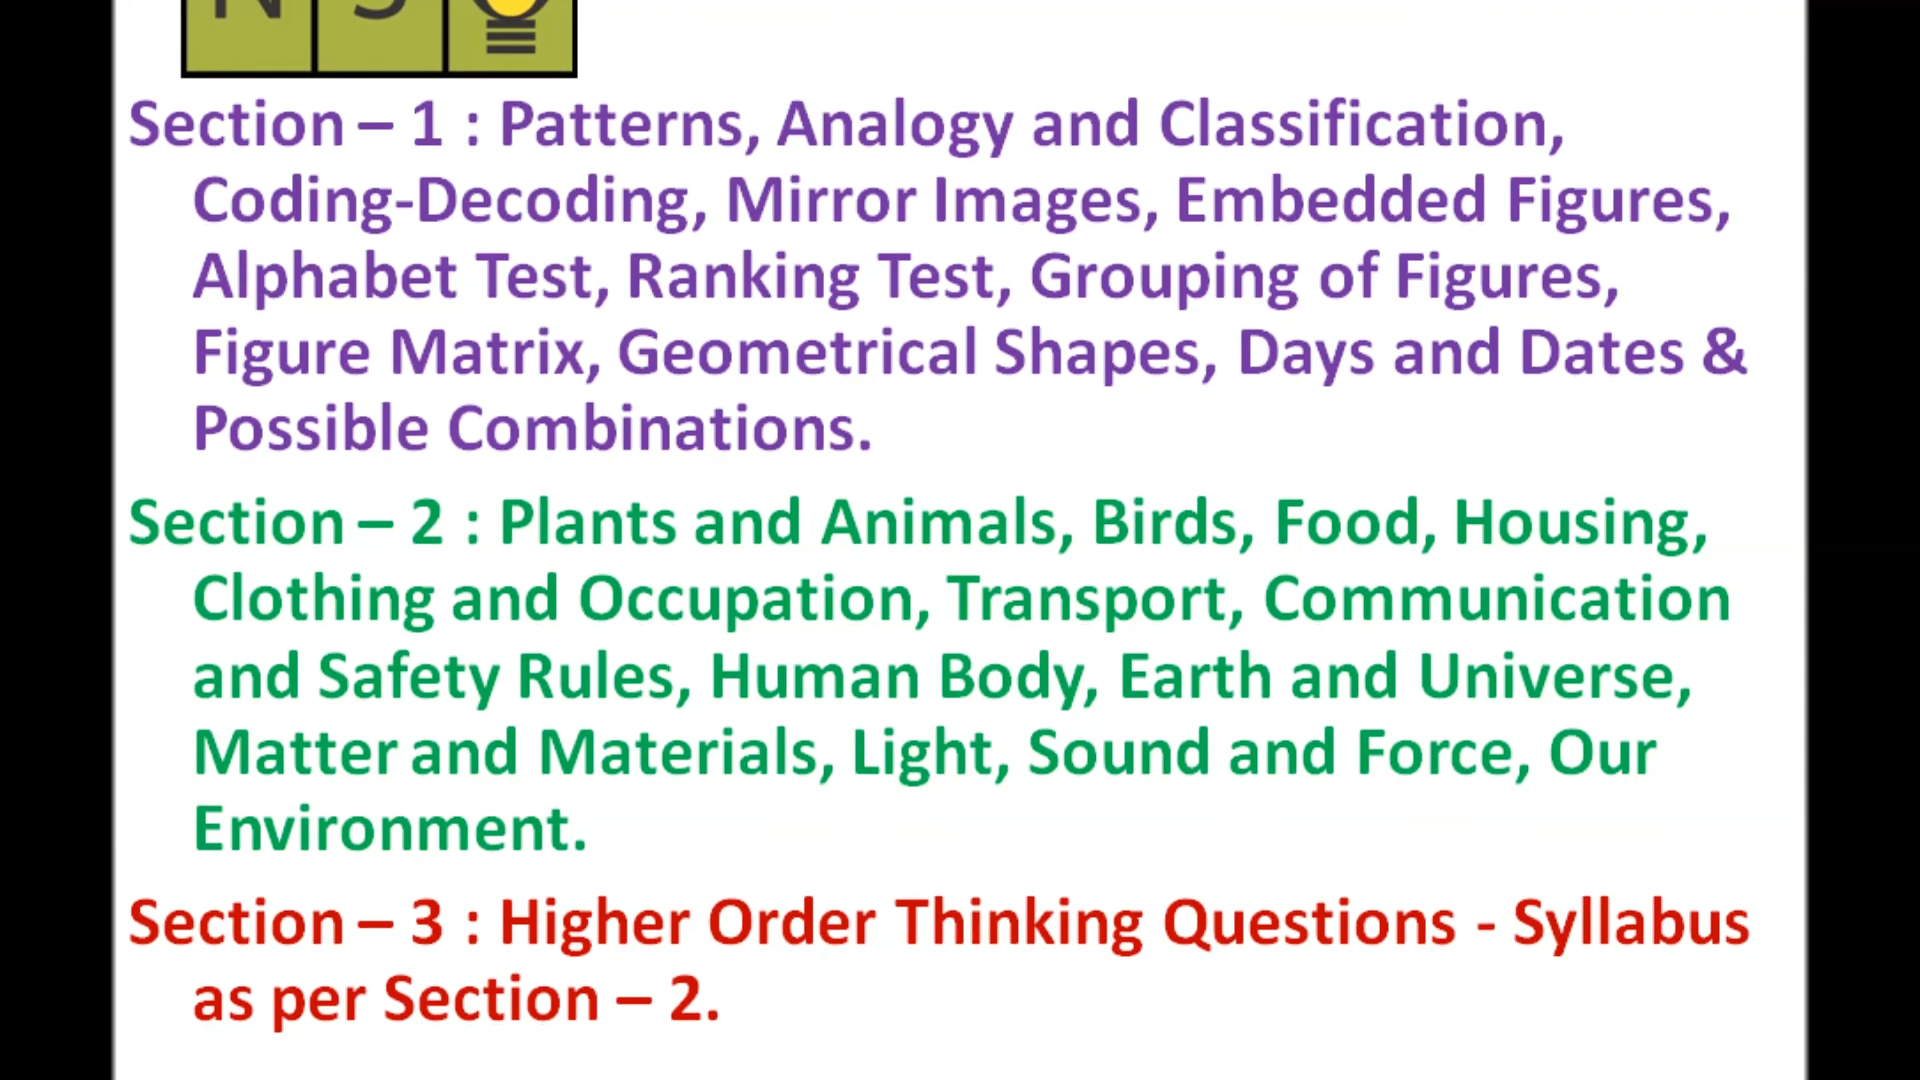 N S
Section – 1 : Patterns, Analogy and Classification,
Coding-Decoding, Mirror Images, Embedded Figures,
Alphabet Test, Ranking Test, Grouping of Figures,
Figure Matrix, Geometrical Shapes, Days and Dates &
Possible Combinations.
Section – 2 : Plants and Animals, Birds, Food, Housing,
Clothing and Occupation, Transport, Communication
and Safety Rules, Human Body, Earth and Universe,
Matter and Materials, Light, Sound and Force, Our
Environment.
Section – 3 : Higher Order Thinking Questions - Syllabus
as per Section – 2.